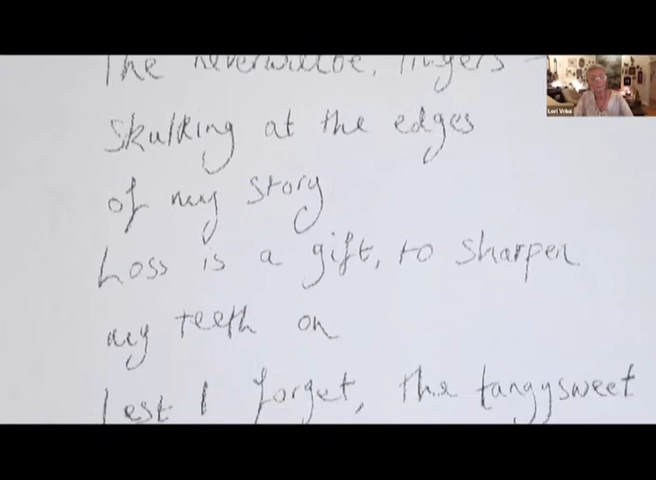 The neverwillbe, lingers
skulking at the edges
of my story
Loss is a gift, to sharpen
my teeth on
lest I forget, the tangysweet
Lori Vrba